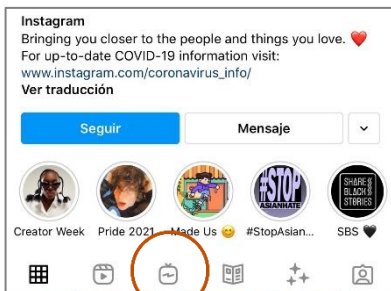 Instagram
Bringing you closer to the people and things you love. ❤️
For up-to-date COVID-19 information visit:
www.instagram.com/coronavirus_info/
Ver traducción
Seguir Mensaje
#STOP ASIANHATE
SHARE BLACK STORIES
Creator Week Pride 2021 Made Us 😊 #StopAsian... SBS 🖤